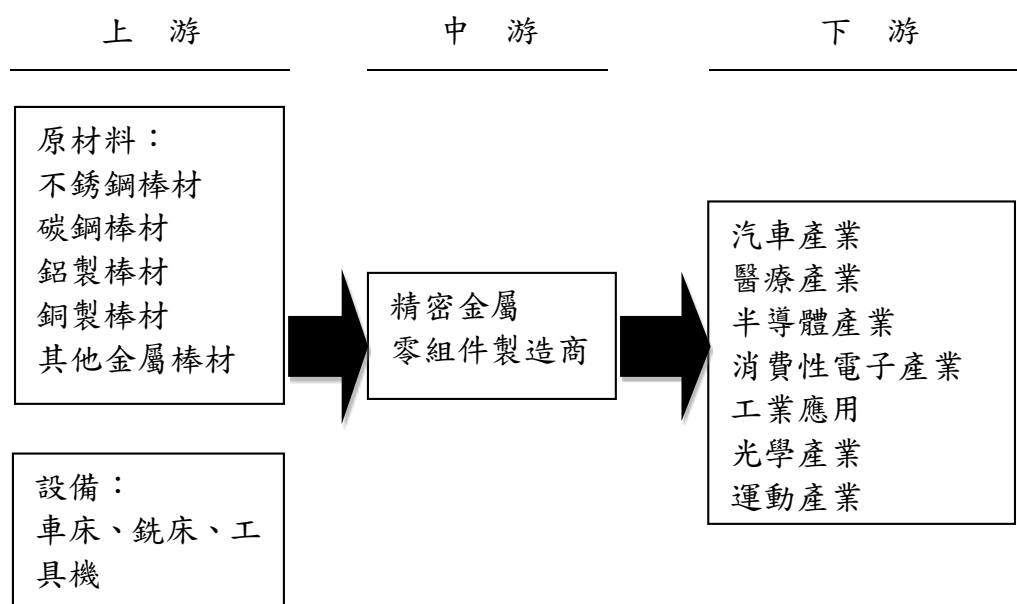 上 游
中 游
下 游
原材料：
不銹鋼棒材
碳鋼棒材
鋁製棒材
銅製棒材
其他金屬棒材
設備：
車床、銑床、工
具機
精密金屬
零組件製造商
汽車產業
醫療產業
半導體產業
消費性電子產業
工業應用
光學產業
運動產業